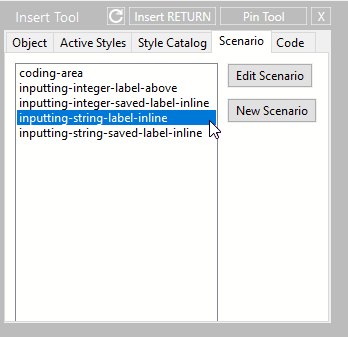 Insert Tool Insert RETURN Pin Tool X
Object Active Styles Style Catalog Scenario Code
coding-area
inputting-integer-label-above
inputting-integer-saved-label-inline
inputting-string-label-inline
inputting-string-saved-label-inline
Edit Scenario
New Scenario